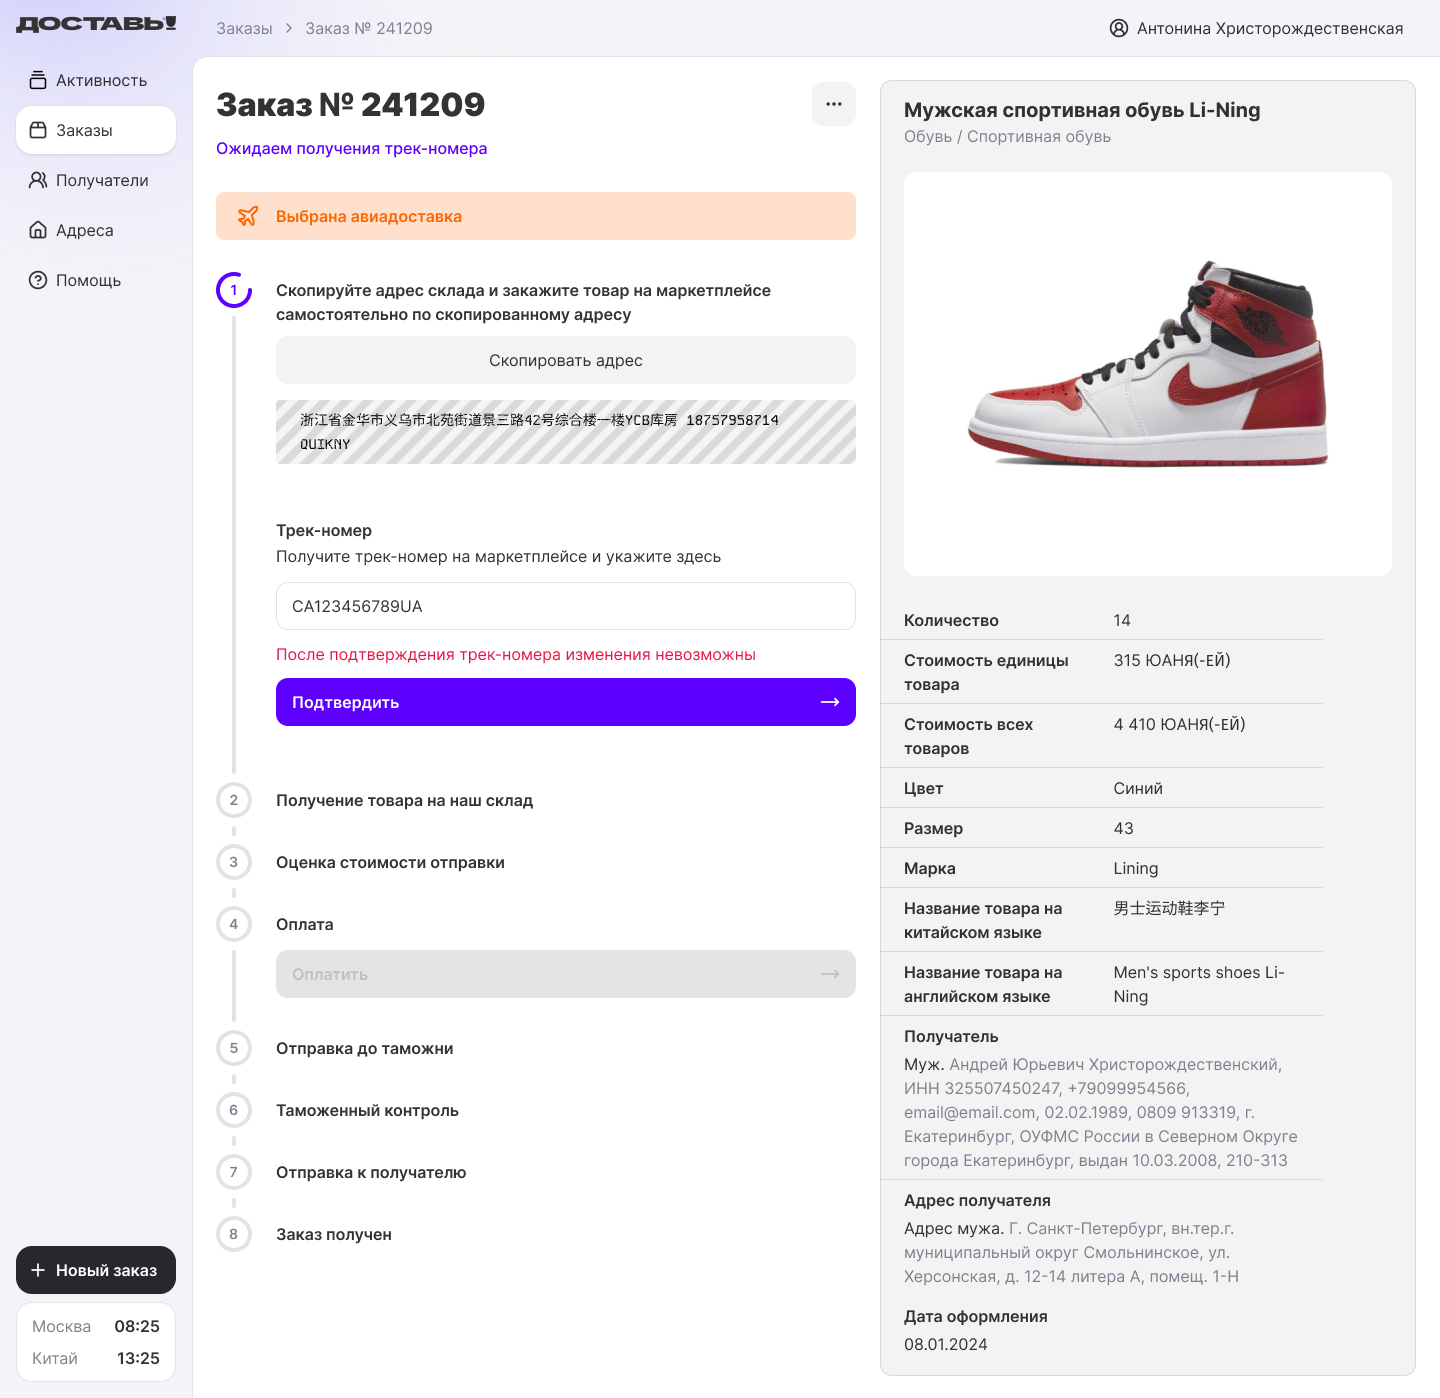 ДОСТАВЬ!
Активность
Заказы
Получатели
Адреса
Помощь
Новый заказ
Москва 08:25
Китай 13:25
Заказы > Заказ № 241209
Антонина Христорождественская
Заказ № 241209
Ожидаем получения трек-номера
Выбрана авиадоставка
1
Скопируйте адрес склада и закажите товар на маркетплейсе
самостоятельно по скопированному адресу
Скопировать адрес
浙江省金华市义乌市北苑街道景三路42号综合楼一楼YCB库房 18757958714
QUIKNY
Трек-номер
Получите трек-номер на маркетплейсе и укажите здесь
CA123456789UA
После подтверждения трек-номера изменения невозможны
Подтвердить
2 Получение товара на наш склад
3 Оценка стоимости отправки
4 Оплата
Оплатить
5 Отправка до таможни
6 Таможенный контроль
7 Отправка к получателю
8 Заказ получен
Мужская спортивная обувь Li-Ning
Обувь / Спортивная обувь
Количество 14
Стоимость единицы 315 ЮАНЯ(-ЕЙ)
товара
Стоимость всех 4 410 ЮАНЯ(-ЕЙ)
товаров
Цвет Синий
Размер 43
Марка Lining
Название товара на 男士运动鞋李宁
китайском языке
Название товара на Men's sports shoes Li-
английском языке Ning
Получатель
Муж. Андрей Юрьевич Христорождественский,
ИНН 325507450247, +79099954566,
email@email.com, 02.02.1989, 0809 913319, г.
Екатеринбург, ОУФМС России в Северном Округе
города Екатеринбург, выдан 10.03.2008, 210-313
Адрес получателя
Адрес мужа. Г. Санкт-Петербург, вн.тер.г.
муниципальный округ Смольнинское, ул.
Херсонская, д. 12-14 литера А, помещ. 1-Н
Дата оформления
08.01.2024